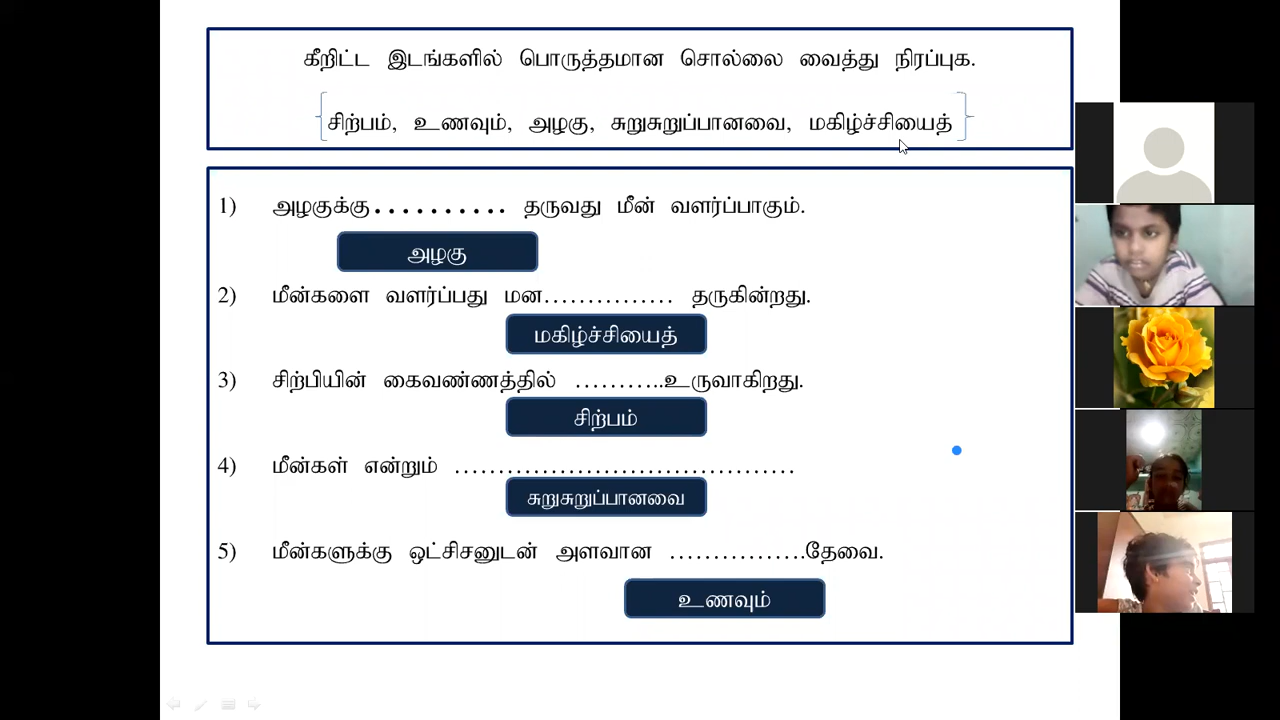 கீறிட்ட இடங்களில் பொருத்தமான சொல்லை வைத்து நிரப்புக.
சிற்பம், உணவும், அழகு, சுறுசுறுப்பானவை, மகிழ்ச்சியைத்
1) அழகுக்கு.......... தருவது மீன் வளர்ப்பாகும்.
அழகு
2) மீன்களை வளர்ப்பது மன............... தருகின்றது.
மகிழ்ச்சியைத்
3) சிற்பியின் கைவண்ணத்தில் ...........உருவாகிறது.
சிற்பம்
4) மீன்கள் என்றும் .......................................
சுறுசுறுப்பானவை
5) மீன்களுக்கு ஒட்சிசனுடன் அளவான ................தேவை.
உணவும்